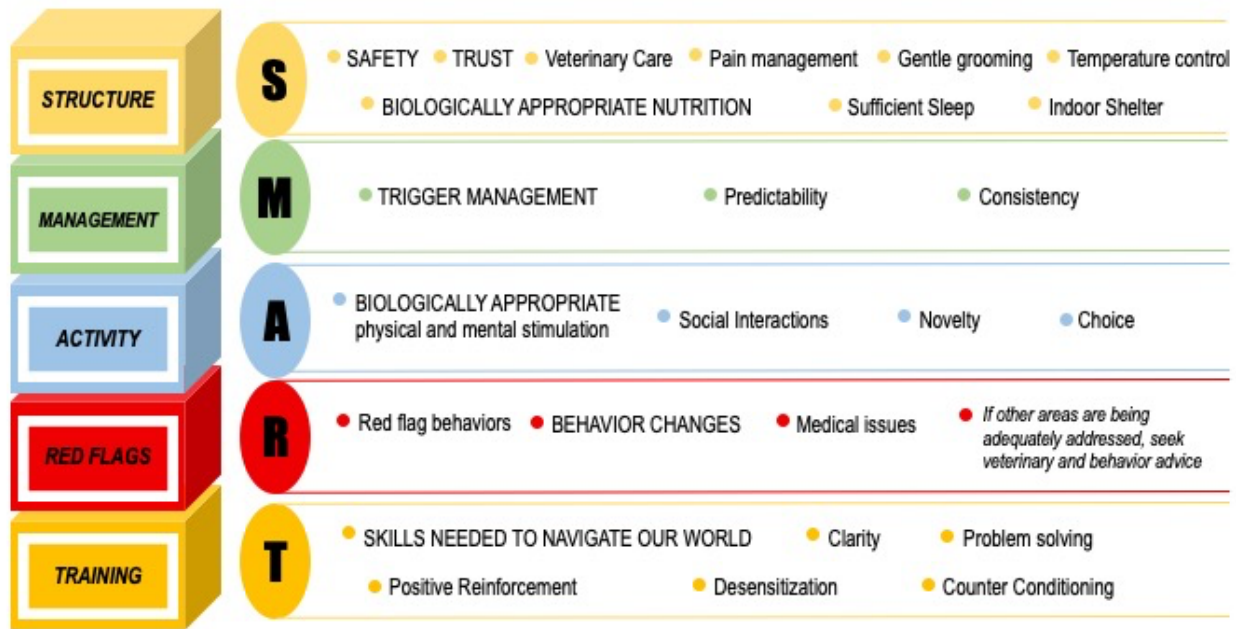 STRUCTURE
S
SAFETY TRUST Veterinary Care Pain management Gentle grooming Temperature control
BIOLOGICALLY APPROPRIATE NUTRITION Sufficient Sleep Indoor Shelter
MANAGEMENT
M
TRIGGER MANAGEMENT Predictability Consistency
ACTIVITY
A
BIOLOGICALLY APPROPRIATE
physical and mental stimulation
Social Interactions Novelty Choice
RED FLAGS
R
Red flag behaviors BEHAVIOR CHANGES Medical issues
If other areas are being
adequately addressed, seek
veterinary and behavior advice
TRAINING
T
SKILLS NEEDED TO NAVIGATE OUR WORLD Clarity Problem solving
Positive Reinforcement Desensitization Counter Conditioning